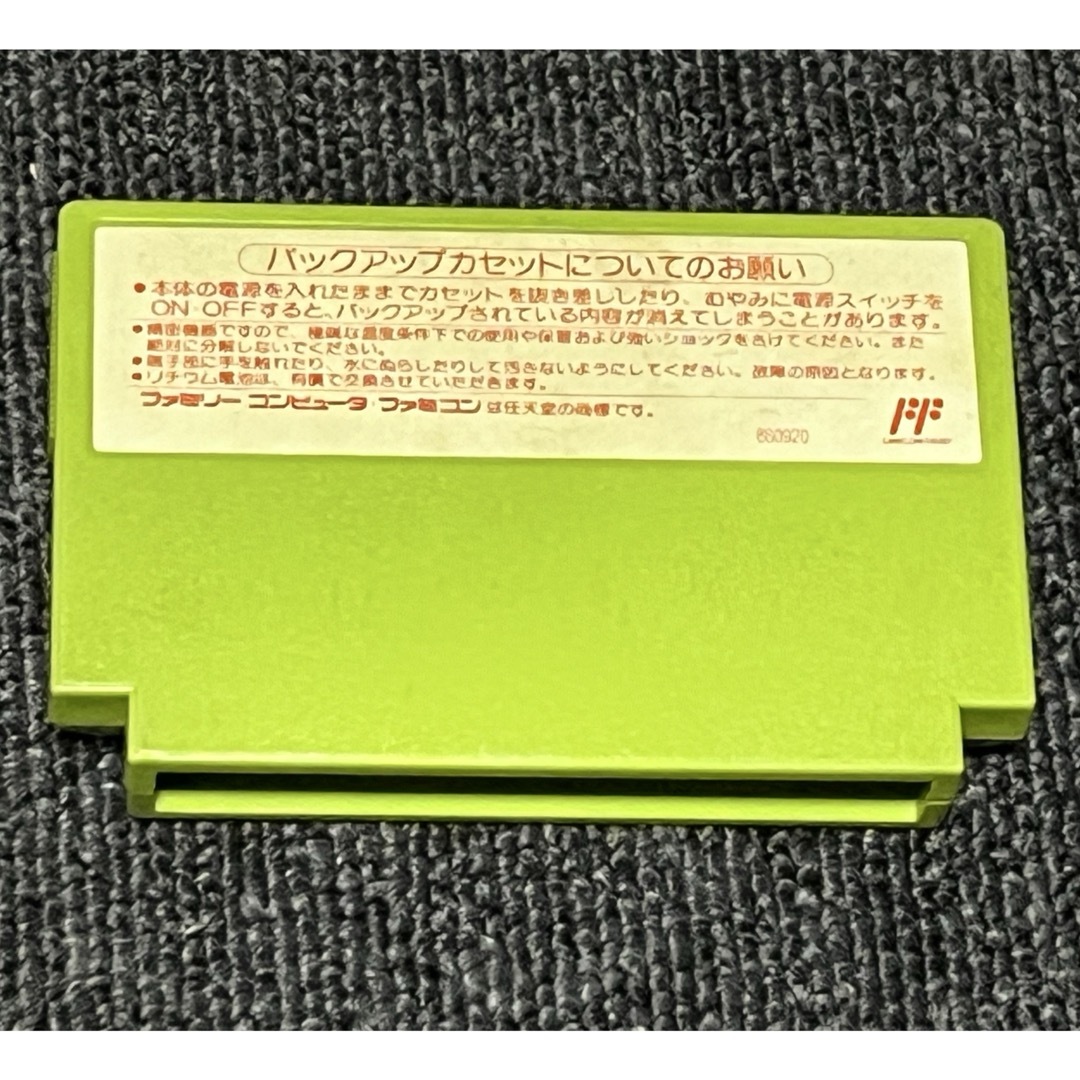 バックアップカセットについてのお願い
●本体の電源を入れたままでカセットを抜き差ししたり、むやみに電源スイッチを
ON・OFFすると、バックアップされている内容が消えてしまうことがあります。
●精密機器ですので、極端な温度条件下での使用や保管および強いショックをさけてください。また
絶対に分解しないでください。
●端子部に手を触れたり、水にぬらしたりして汚さないようにしてください。故障の原因となります。
●リチウム電池は、有償で交換させていただきます。
ファミリーコンピュータ・ファミコンは任天堂の商標です。